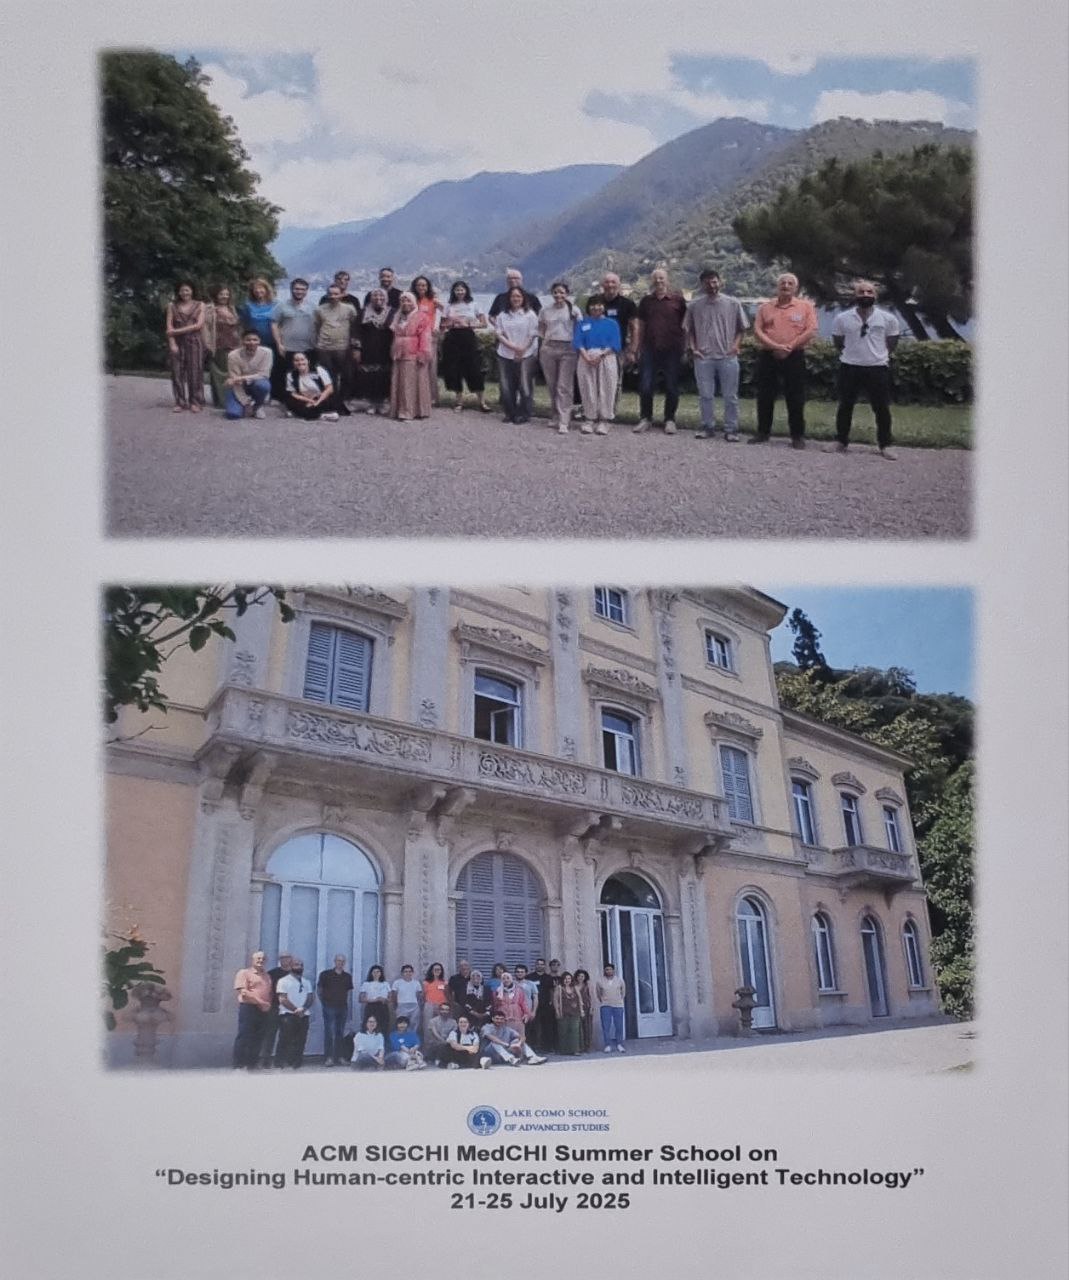 LAKE COMO SCHOOL
OF ADVANCED STUDIES
ACM SIGCHI MedCHI Summer School on
“Designing Human-centric Interactive and Intelligent Technology”
21-25 July 2025